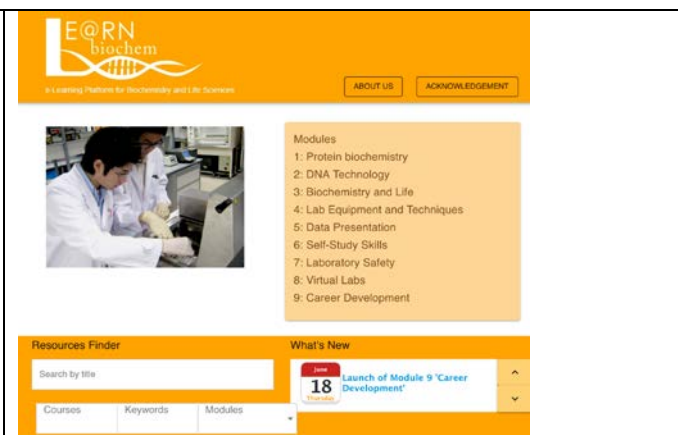 LE@RN
biochem
e-Learning Platform for Biochemistry and Life Sciences
ABOUT US
ACKNOWLEDGEMENT
Modules
1: Protein biochemistry
2: DNA Technology
3: Biochemistry and Life
4: Lab Equipment and Techniques
5: Data Presentation
6: Self-Study Skills
7: Laboratory Safety
8: Virtual Labs
9: Career Development
Resources Finder
Search by title
Courses Keywords Modules
What's New
June
18
Thursday
Launch of Module 9 'Career
Development'